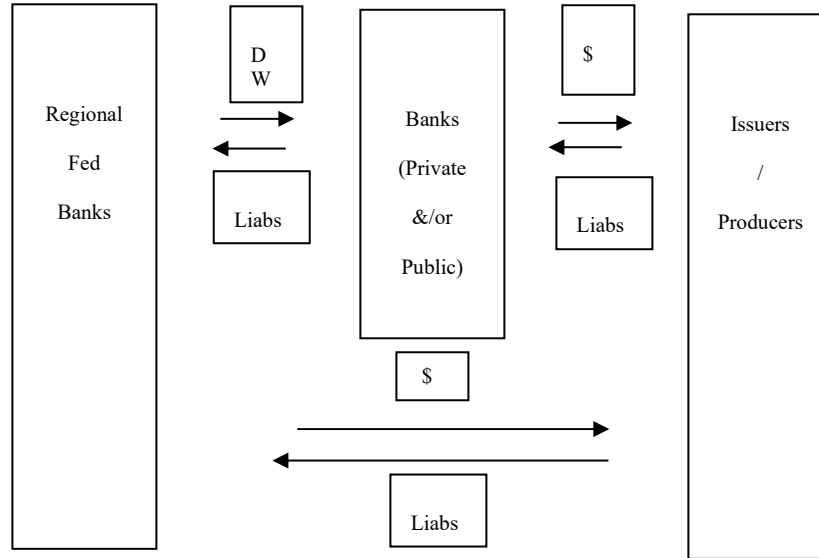 Regional
Fed
Banks
D
W
Liabs
Banks
(Private
&/or
Public)
$
Liabs
Issuers
/
Producers
$
Liabs